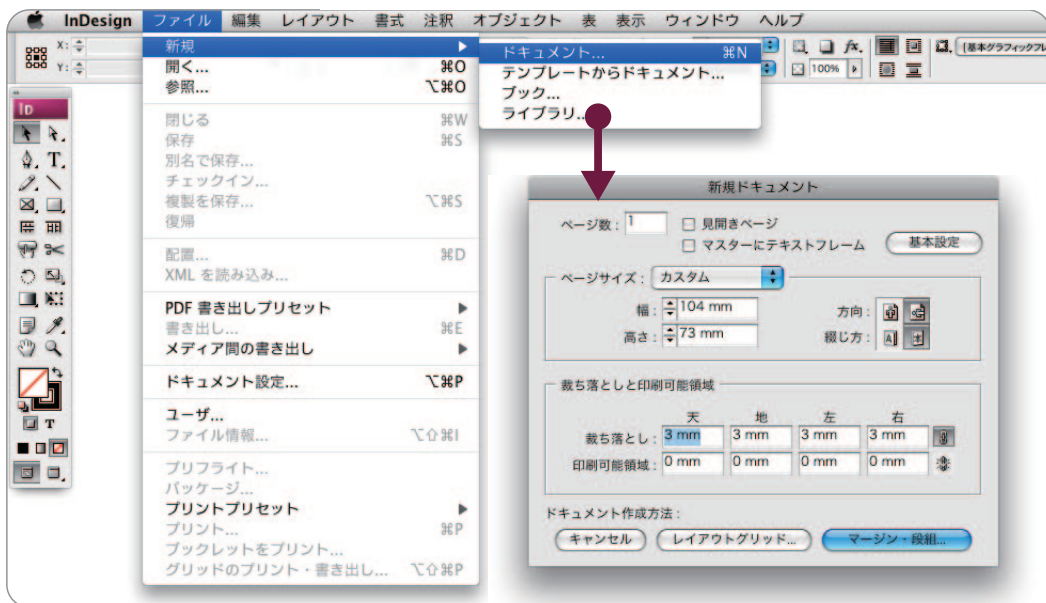 InDesign ファイル 編集 レイアウト 書式 注釈 オブジェクト 表 表示 ウィンドウ ヘルプ
X:
Y:
100%
[基本グラフィックフレ
ID
T
T
新規
開く... ⌘O
参照... ⌥⌘O
閉じる ⌘W
保存 ⌘S
別名で保存...
チェックイン...
複製を保存... ⌥⌘S
復帰
配置... ⌘D
XML を読み込み...
PDF 書き出しプリセット
書き出し... ⌘E
メディア間の書き出し
ドキュメント設定... ⌥⌘P
ユーザ...
ファイル情報... ⌥⇧⌘I
プリフライト...
パッケージ...
プリントプリセット
プリント... ⌘P
ブックレットをプリント...
グリッドのプリント・書き出し... ⌥⇧⌘P
ドキュメント... ⌘N
テンプレートからドキュメント...
ブック...
ライブラリ...
新規ドキュメント
ページ数 : 1 見開きページ
マスターにテキストフレーム 基本設定
ページサイズ : カスタム
幅 : 104 mm 方向 :
高さ : 73 mm 綴じ方 :
裁ち落としと印刷可能領域
天 地 左 右
裁ち落とし : 3 mm 3 mm 3 mm 3 mm
印刷可能領域 : 0 mm 0 mm 0 mm 0 mm
ドキュメント作成方法 :
キャンセル レイアウトグリッド... マージン・段組...